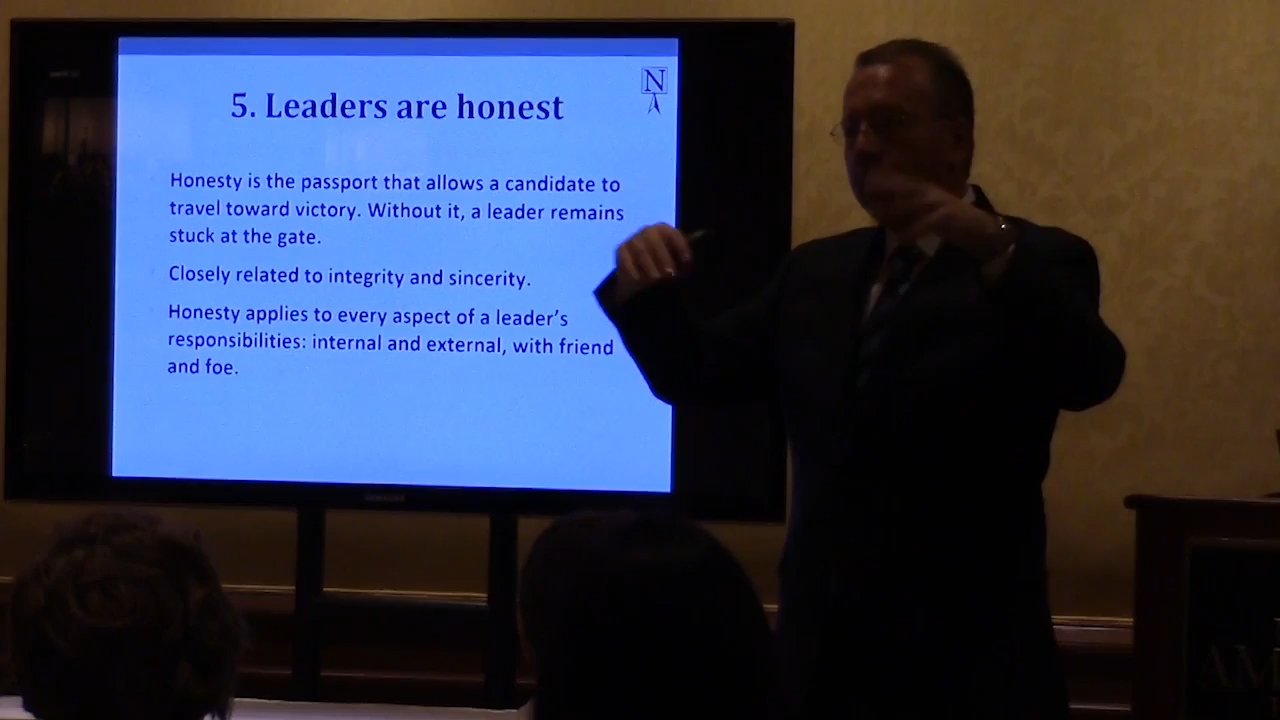 N
5. Leaders are honest
Honesty is the passport that allows a candidate to
travel toward victory. Without it, a leader remains
stuck at the gate.
Closely related to integrity and sincerity.
Honesty applies to every aspect of a leader’s
responsibilities: internal and external, with friend
and foe.
SAMSUNG
AM